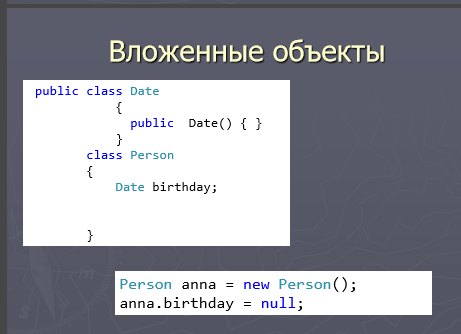 Вложенные объекты
public class Date
{
public Date() { }
}
class Person
{
Date birthday;
}
Person anna = new Person();
anna.birthday = null;